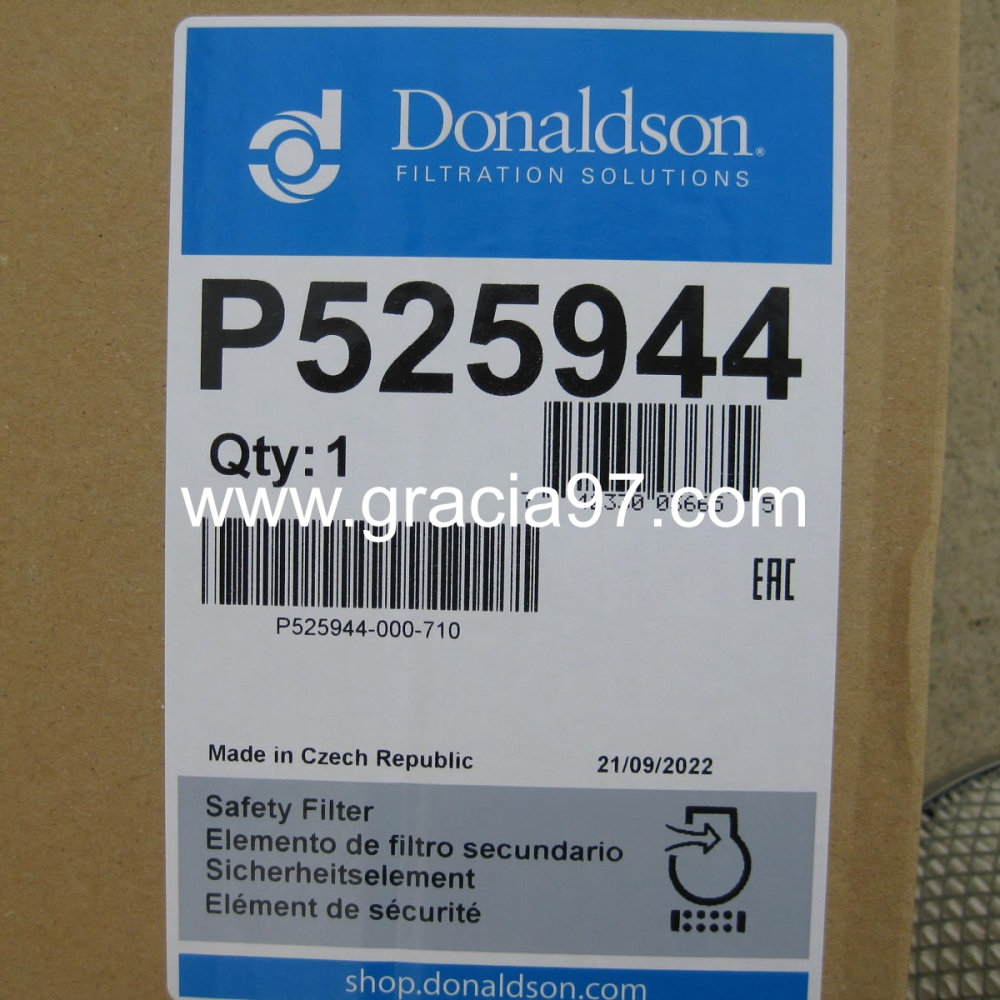 Donaldson®
FILTRATION SOLUTIONS
P525944
Qty: 1
www.gracia97.com
EAC
P525944-000-710
Made in Czech Republic 21/09/2022
Safety Filter
Elemento de filtro secundario
Sicherheitselement
Elément de sécurité
shop.donaldson.com